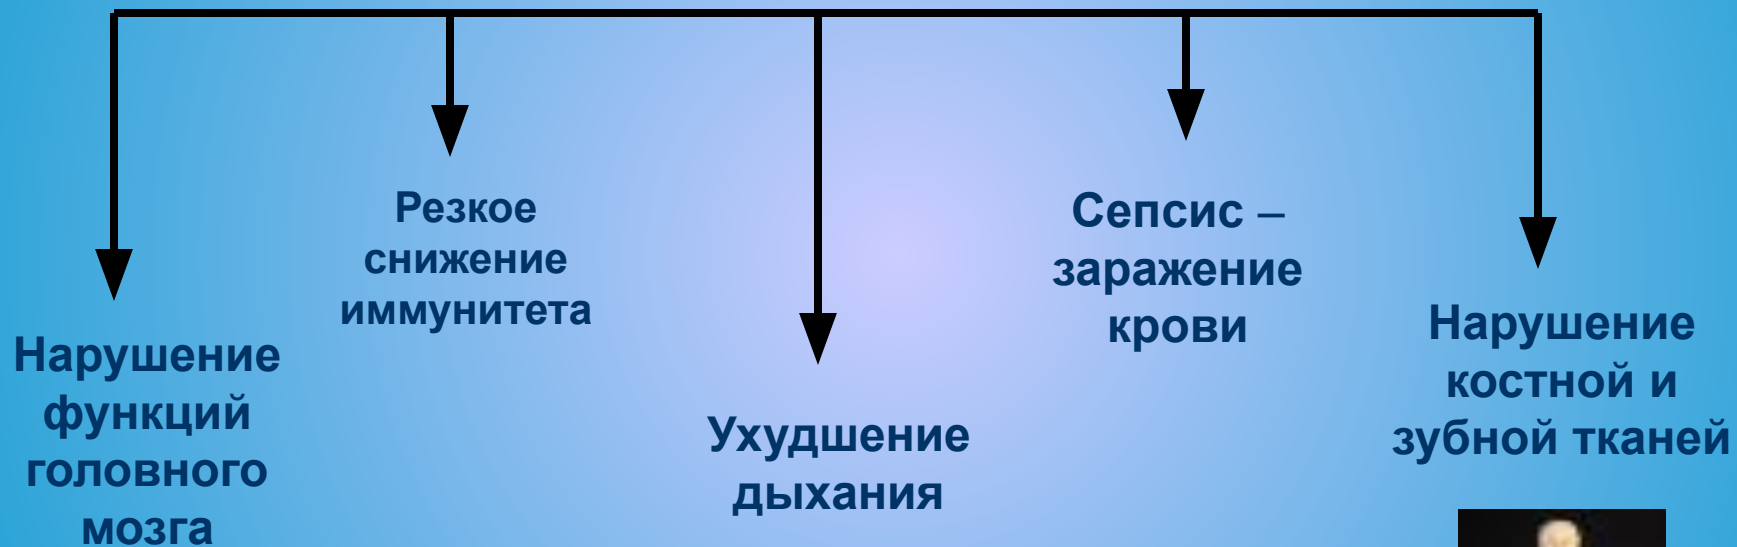 Нарушение
функций
головного
мозга
Резкое
снижение
иммунитета
Ухудшение
дыхания
Сепсис –
заражение
крови
Нарушение
костной и
зубной тканей